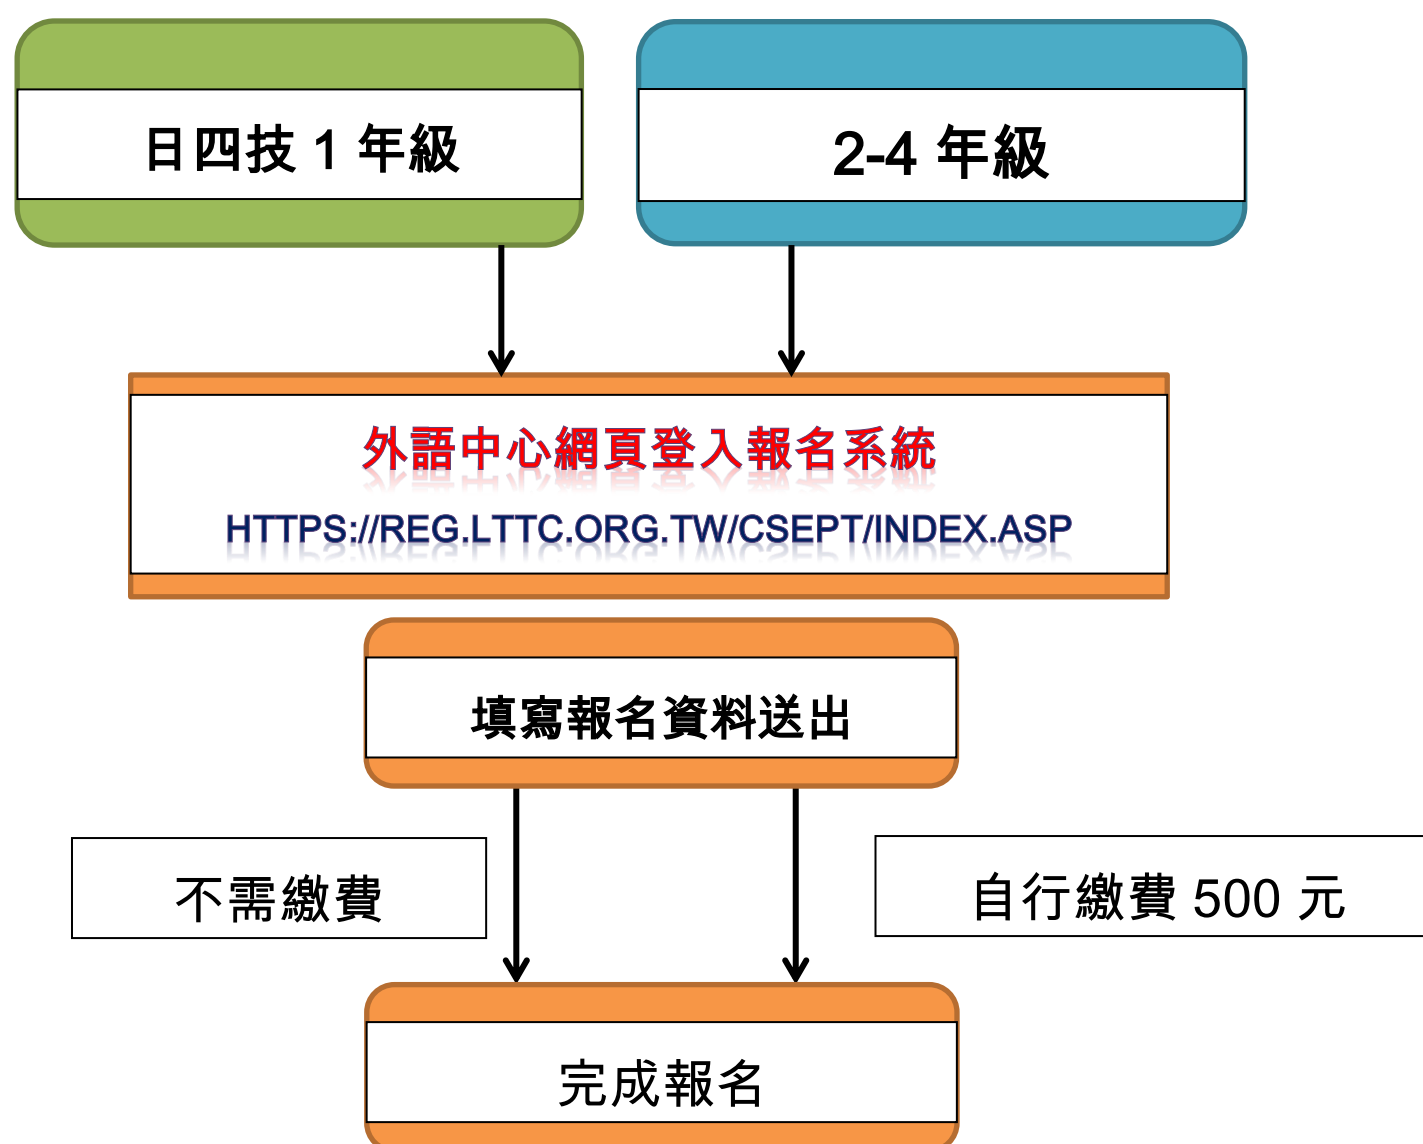 日四技 1 年級
2-4 年級
外語中心網頁登入報名系統
HTTPS://REG.LTTC.ORG.TW/CSEPT/INDEX.ASP
填寫報名資料送出
不需繳費
自行繳費 500 元
完成報名